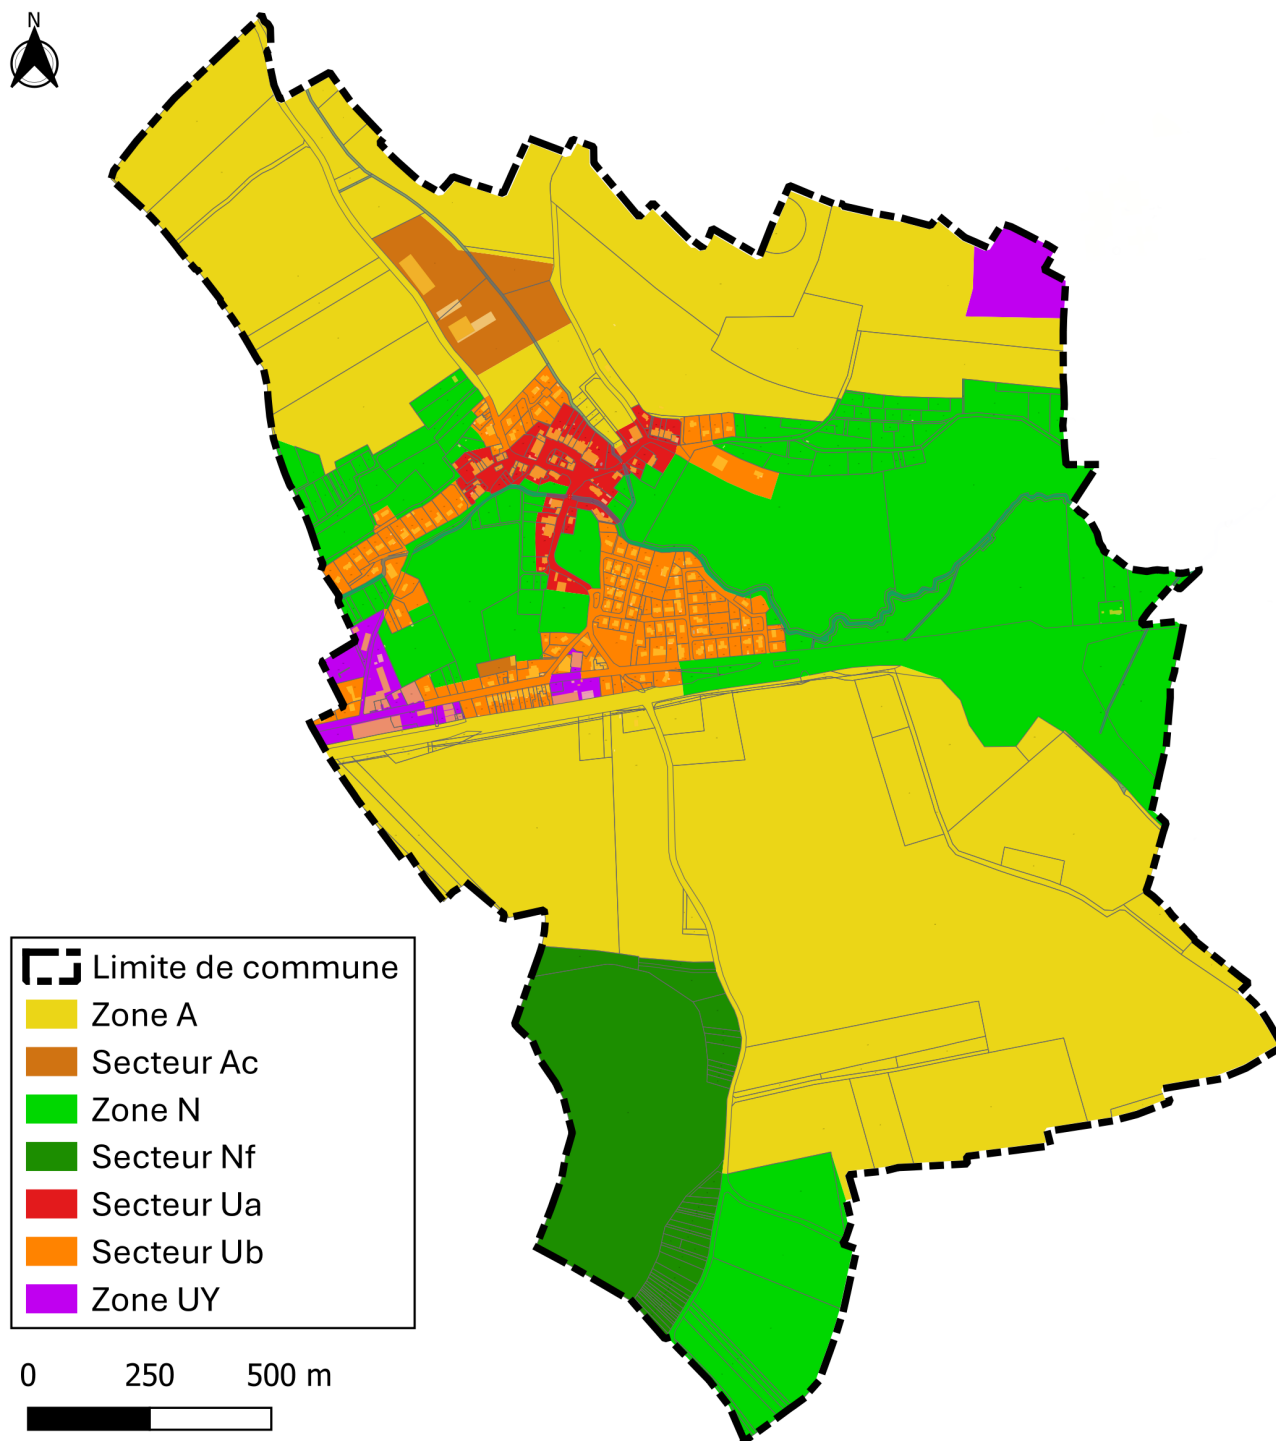 N
Limite de commune
Zone A
Secteur Ac
Zone N
Secteur Nf
Secteur Ua
Secteur Ub
Zone UY
0 250 500 m